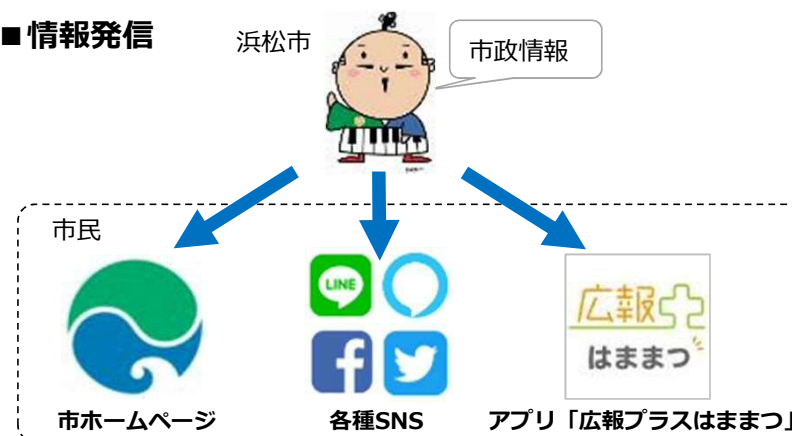 ■情報発信
浜松市
市政情報
市民
LINE
広報
はままつ
市ホームページ
各種SNS
アプリ「広報プラスはままつ」